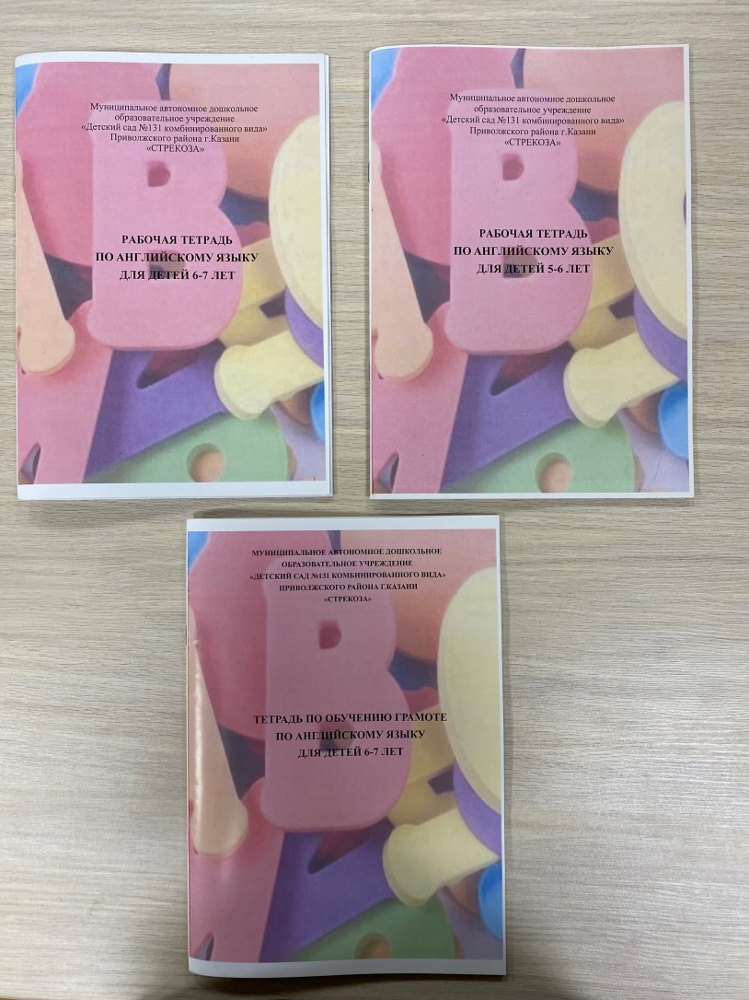 Муниципальное автономное дошкольное
образовательное учреждение
«Детский сад №131 комбинированного вида»
Приволжского района г.Казани
«СТРЕКОЗА»
РАБОЧАЯ ТЕТРАДЬ
ПО АНГЛИЙСКОМУ ЯЗЫКУ
ДЛЯ ДЕТЕЙ 6-7 ЛЕТ
Муниципальное автономное дошкольное
образовательное учреждение
«Детский сад №131 комбинированного вида»
Приволжского района г.Казани
«СТРЕКОЗА»
РАБОЧАЯ ТЕТРАДЬ
ПО АНГЛИЙСКОМУ ЯЗЫКУ
ДЛЯ ДЕТЕЙ 5-6 ЛЕТ
МУНИЦИПАЛЬНОЕ АВТОНОМНОЕ ДОШКОЛЬНОЕ
ОБРАЗОВАТЕЛЬНОЕ УЧРЕЖДЕНИЕ
«ДЕТСКИЙ САД №131 КОМБИНИРОВАННОГО ВИДА»
ПРИВОЛЖСКОГО РАЙОНА Г.КАЗАНИ
«СТРЕКОЗА»
ТЕТРАДЬ ПО ОБУЧЕНИЮ ГРАМОТЕ
ПО АНГЛИЙСКОМУ ЯЗЫКУ
ДЛЯ ДЕТЕЙ 6-7 ЛЕТ